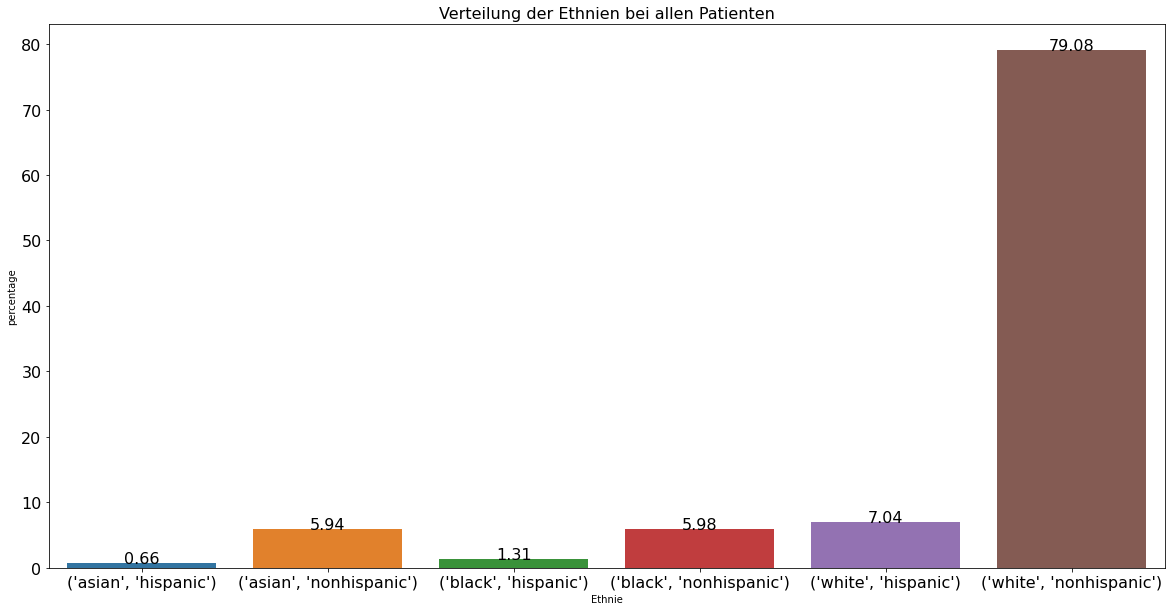 Verteilung der Ethnien bei allen Patienten
80
70
60
50
40
30
20
10
0
percentage
0.66
5.94
1.31
5.98
7.04
79.08
('asian', 'hispanic')
('asian', 'nonhispanic')
('black', 'hispanic')
('black', 'nonhispanic')
('white', 'hispanic')
('white', 'nonhispanic')
Ethnie